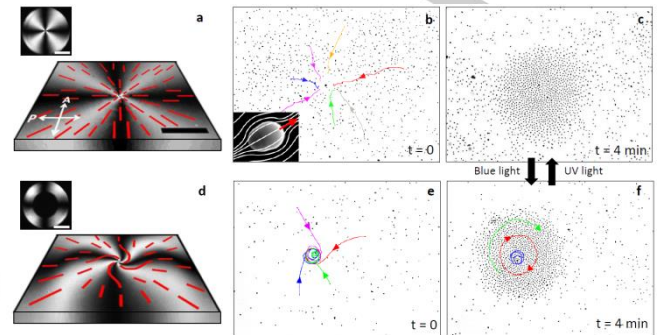 a
A
P
b
t = 0
c
t = 4 min
Blue light
UV light
d
e
t = 0
f
t = 4 min